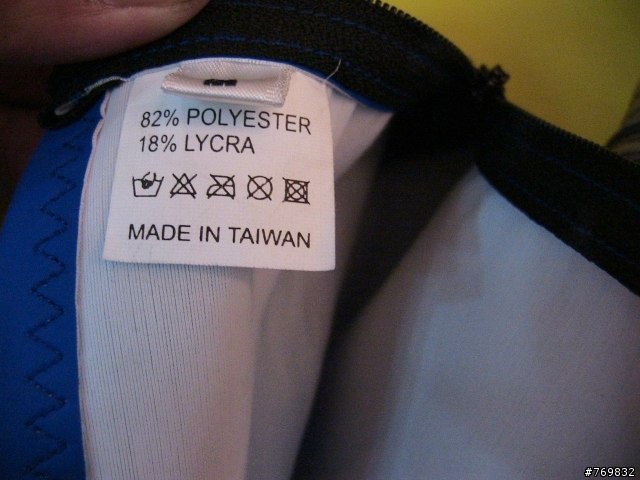 82% POLYESTER
18% LYCRA
MADE IN TAIWAN
#769832